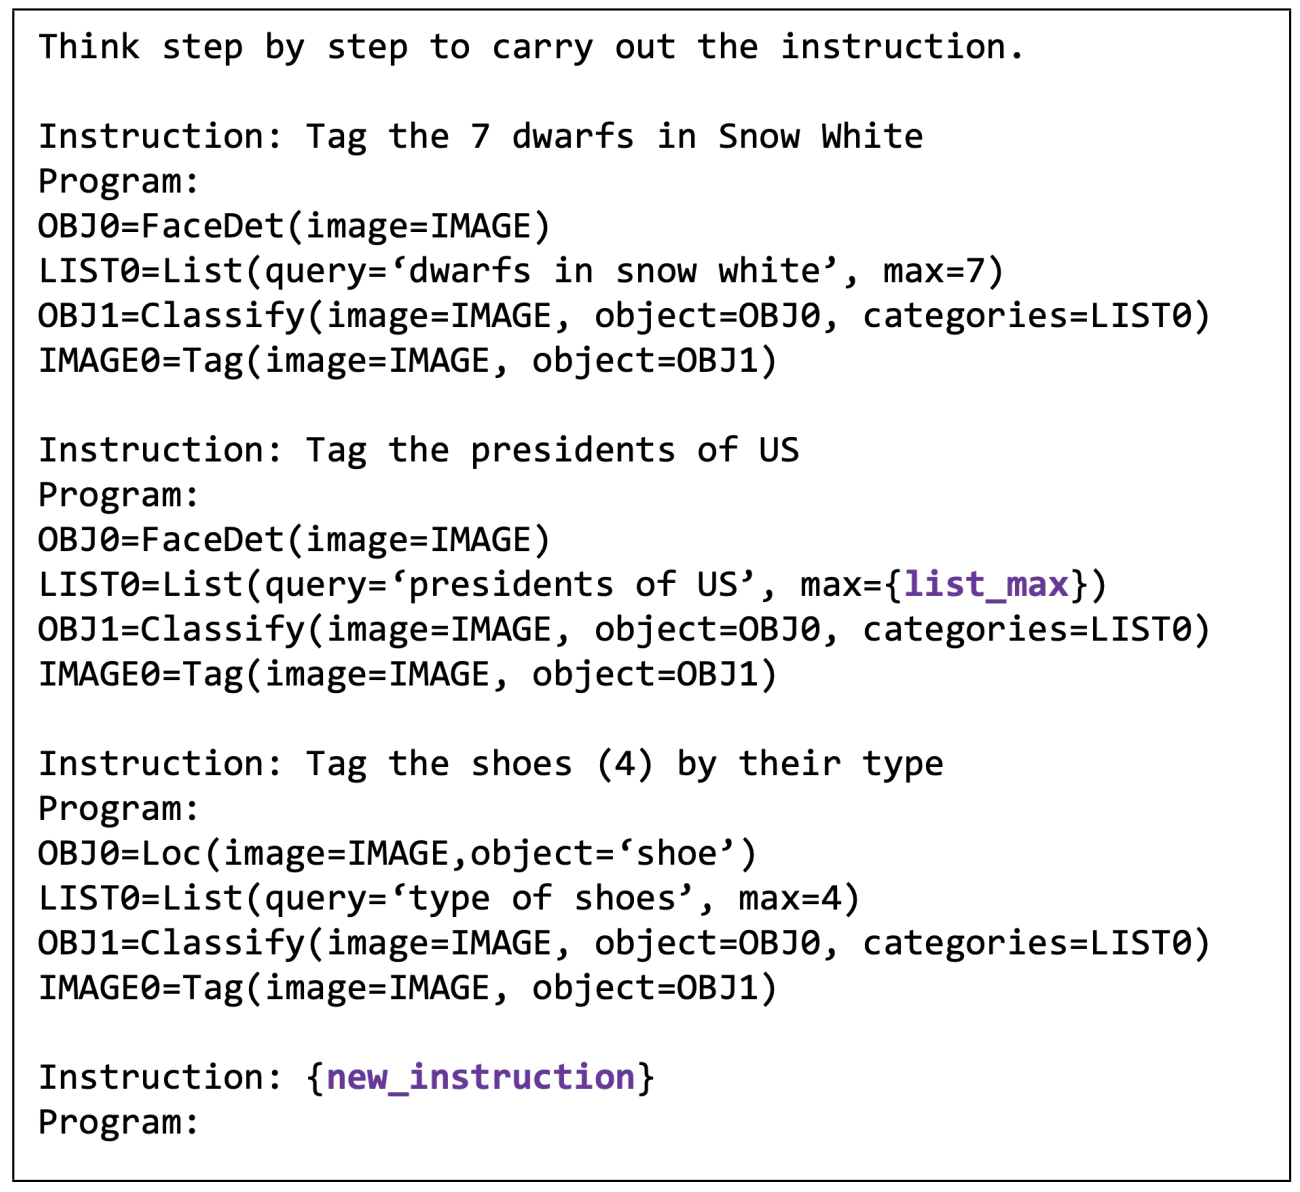 Think step by step to carry out the instruction.
Instruction: Tag the 7 dwarfs in Snow White
Program:
OBJ0=FaceDet(image=IMAGE)
LIST0=List(query=‘dwarfs in snow white’, max=7)
OBJ1=Classify(image=IMAGE, object=OBJ0, categories=LIST0)
IMAGE0=Tag(image=IMAGE, object=OBJ1)
Instruction: Tag the presidents of US
Program:
OBJ0=FaceDet(image=IMAGE)
LIST0=List(query=‘presidents of US’, max={list_max})
OBJ1=Classify(image=IMAGE, object=OBJ0, categories=LIST0)
IMAGE0=Tag(image=IMAGE, object=OBJ1)
Instruction: Tag the shoes (4) by their type
Program:
OBJ0=Loc(image=IMAGE,object=‘shoe’)
LIST0=List(query=‘type of shoes’, max=4)
OBJ1=Classify(image=IMAGE, object=OBJ0, categories=LIST0)
IMAGE0=Tag(image=IMAGE, object=OBJ1)
Instruction: {new_instruction}
Program: